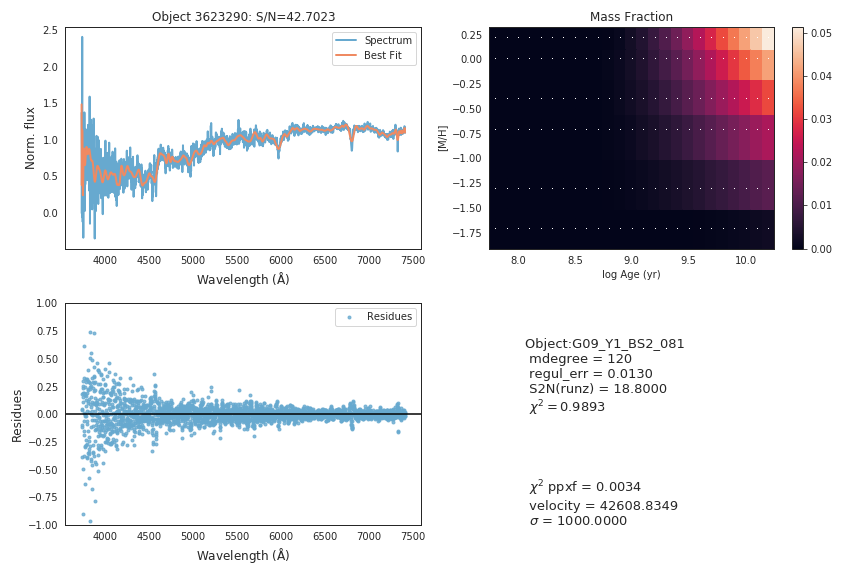 Object 3623290: S/N=42.7023
Norm. flux
2.5
2.0
1.5
1.0
0.5
0.0
Spectrum
Best Fit
4000 4500 5000 5500 6000 6500 7000 7500
Wavelength (Å)
Mass Fraction
[M/H]
0.25
0.00
−0.25
−0.50
−0.75
−1.00
−1.25
−1.50
−1.75
8.0 8.5 9.0 9.5 10.0
log Age (yr)
0.05
0.04
0.03
0.02
0.01
0.00
Residues
1.00
0.75
0.50
0.25
0.00
−0.25
−0.50
−0.75
−1.00
Residues
4000 4500 5000 5500 6000 6500 7000 7500
Wavelength (Å)
Object:G09_Y1_BS2_081
mdegree = 120
regul_err = 0.0130
S2N(runz) = 18.8000
χ² = 0.9893
χ² ppxf = 0.0034
velocity = 42608.8349
σ = 1000.0000